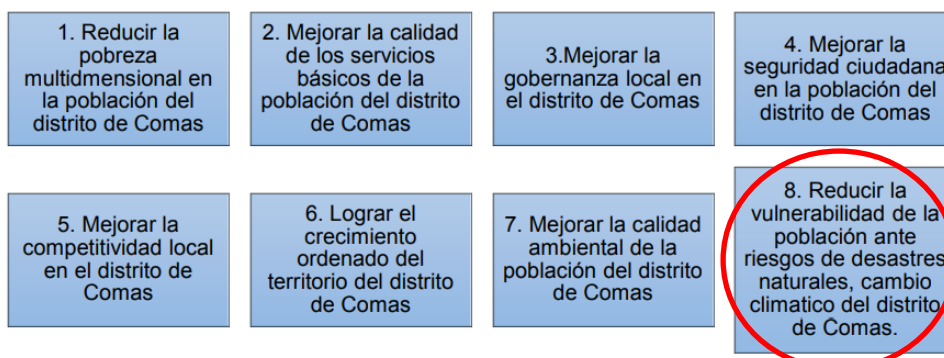 1. Reducir la
pobreza
multidmensional en
la población del
distrito de Comas
2. Mejorar la calidad
de los servicios
básicos de la
población del distrito
de Comas
3.Mejorar la
gobernanza local en
el distrito de Comas
4. Mejorar la
seguridad ciudadana
en la población del
distrito de Comas
5. Mejorar la
competitividad local
en el distrito de
Comas
6. Lograr el
crecimiento
ordenado del
territorio del distrito
de Comas
7. Mejorar la calidad
ambiental de la
población del distrito
de Comas
8. Reducir la
vulnerabilidad de la
población ante
riesgos de desastres
naturales, cambio
climatico del distrito
de Comas.